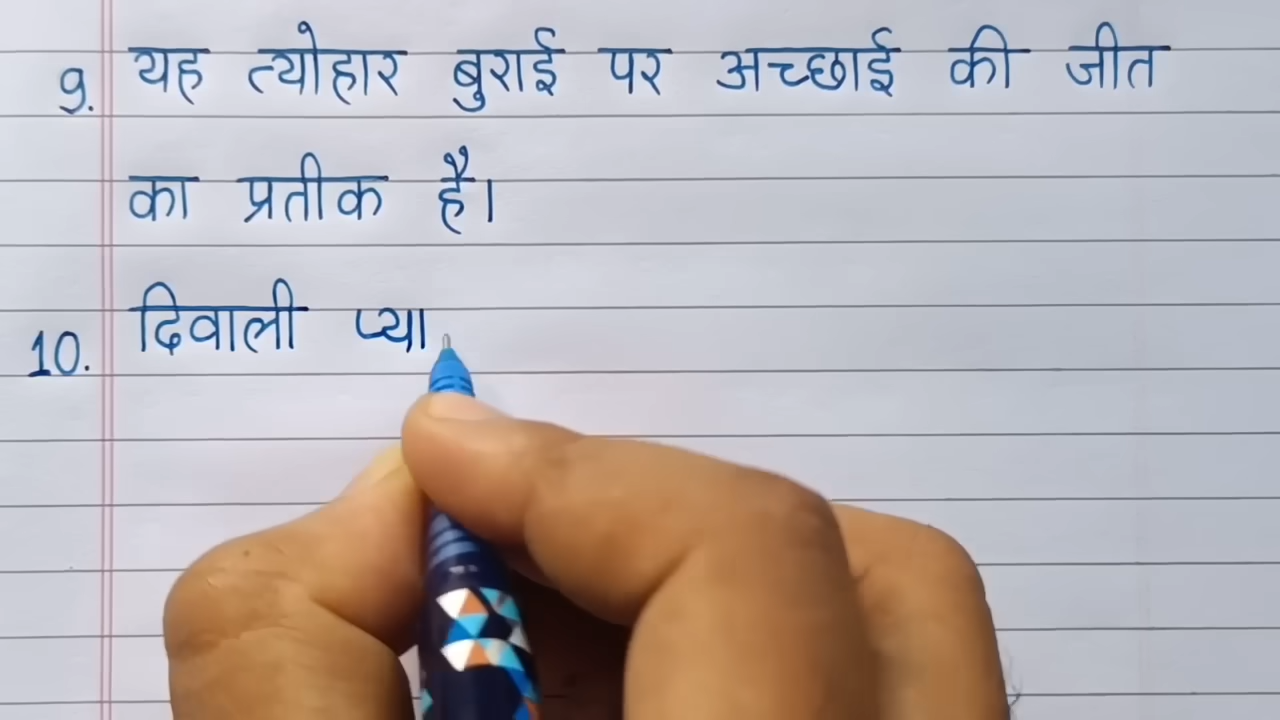 9. यह त्योहार बुराई पर अच्छाई की जीत
का प्रतीक है।
10. दिवाली प्या